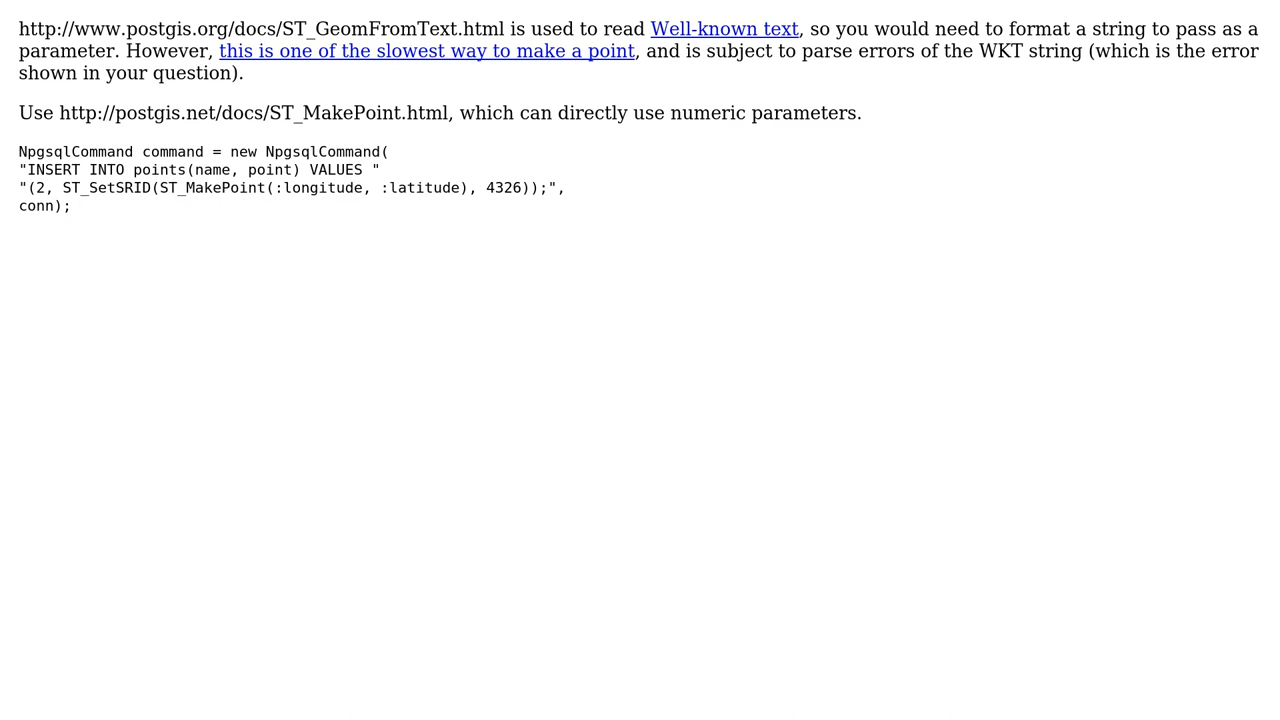 http://www.postgis.org/docs/ST_GeomFromText.html is used to read Well-known text, so you would need to format a string to pass as a
parameter. However, this is one of the slowest way to make a point, and is subject to parse errors of the WKT string (which is the error
shown in your question).
Use http://postgis.net/docs/ST_MakePoint.html, which can directly use numeric parameters.
NpgsqlCommand command = new NpgsqlCommand(
"INSERT INTO points(name, point) VALUES "
"(2, ST_SetSRID(ST_MakePoint(:longitude, :latitude), 4326));",
conn);